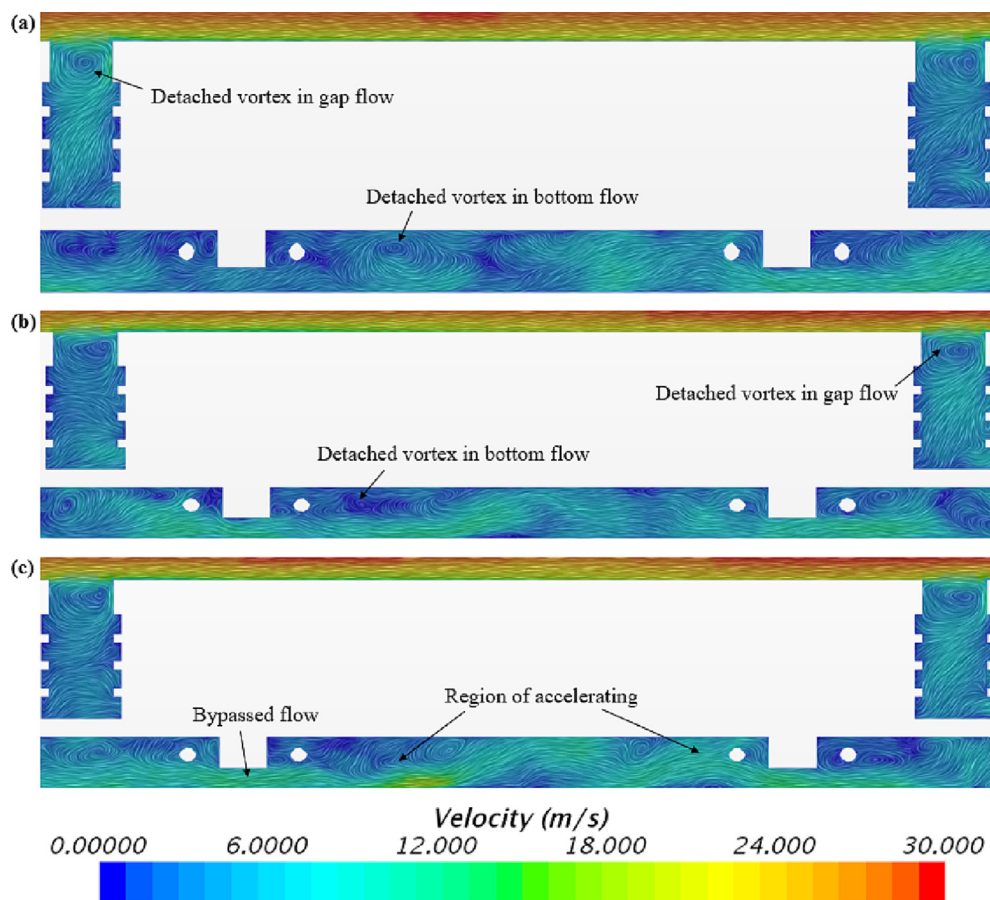 (a)
Detached vortex in gap flow
Detached vortex in bottom flow
(b)
Detached vortex in gap flow
Detached vortex in bottom flow
(c)
Region of accelerating
Bypassed flow
Velocity (m/s)
0.00000 6.0000 12.000 18.000 24.000 30.000